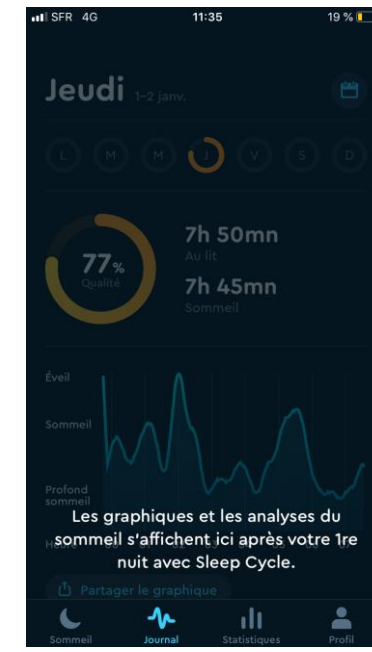 SFR 4G 11:35 19 %
Jeudi 1-2 janv.
L M M J V S D
77% Qualité
7h 50mn
Au lit
7h 45mn
Sommeil
Éveil
Sommeil
Profond
sommeil
Les graphiques et les analyses du
sommeil s'affichent ici après votre 1re
nuit avec Sleep Cycle.
Partager le graphique
Sommeil Journal Statistiques Profil